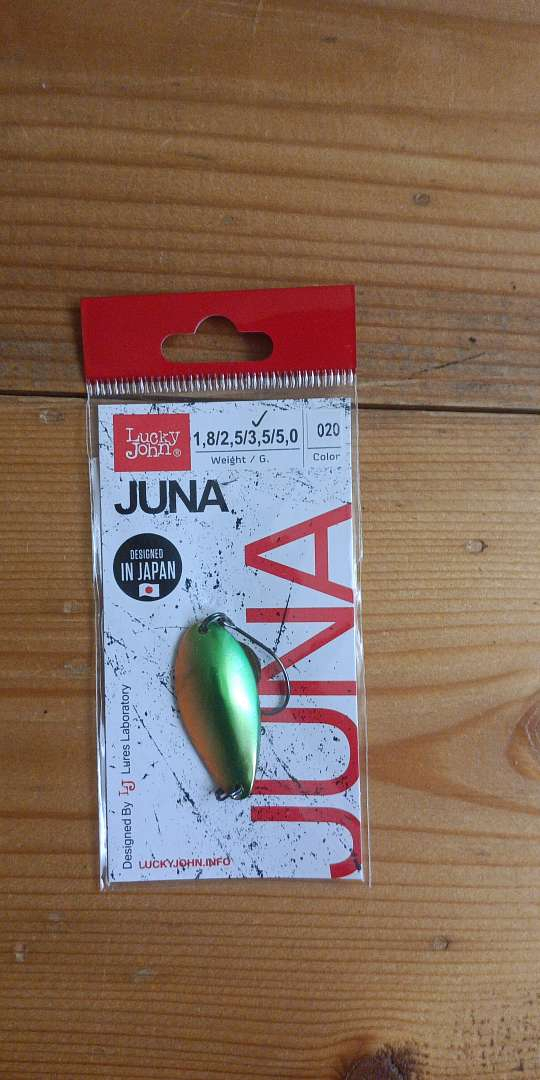 Lucky
John®
1,8/2,5/3,5/5,0
Weight / G.
020
Color
JUNA
DESIGNED
IN JAPAN
JUNA
Designed By LJ Lures Laboratory
LUCKYJOHN.INFO